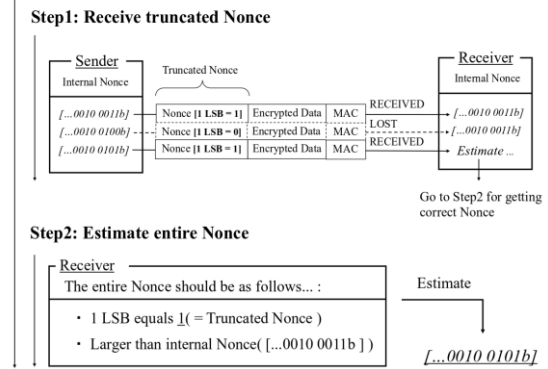 Step1: Receive truncated Nonce
Sender
Internal Nonce
Truncated Nonce
Receiver
Internal Nonce
[...0010 0011b] Nonce [1 LSB = 1] Encrypted Data MAC RECEIVED [...0010 0011b]
[...0010 0100b] Nonce [1 LSB = 0] Encrypted Data MAC LOST [...0010 0011b]
[...0010 0101b] Nonce [1 LSB = 1] Encrypted Data MAC RECEIVED Estimate ...
Go to Step2 for getting
correct Nonce
Step2: Estimate entire Nonce
Receiver
The entire Nonce should be as follows... :
・ 1 LSB equals 1( = Truncated Nonce )
・ Larger than internal Nonce( [...0010 0011b ] )
Estimate
[...0010 0101b]